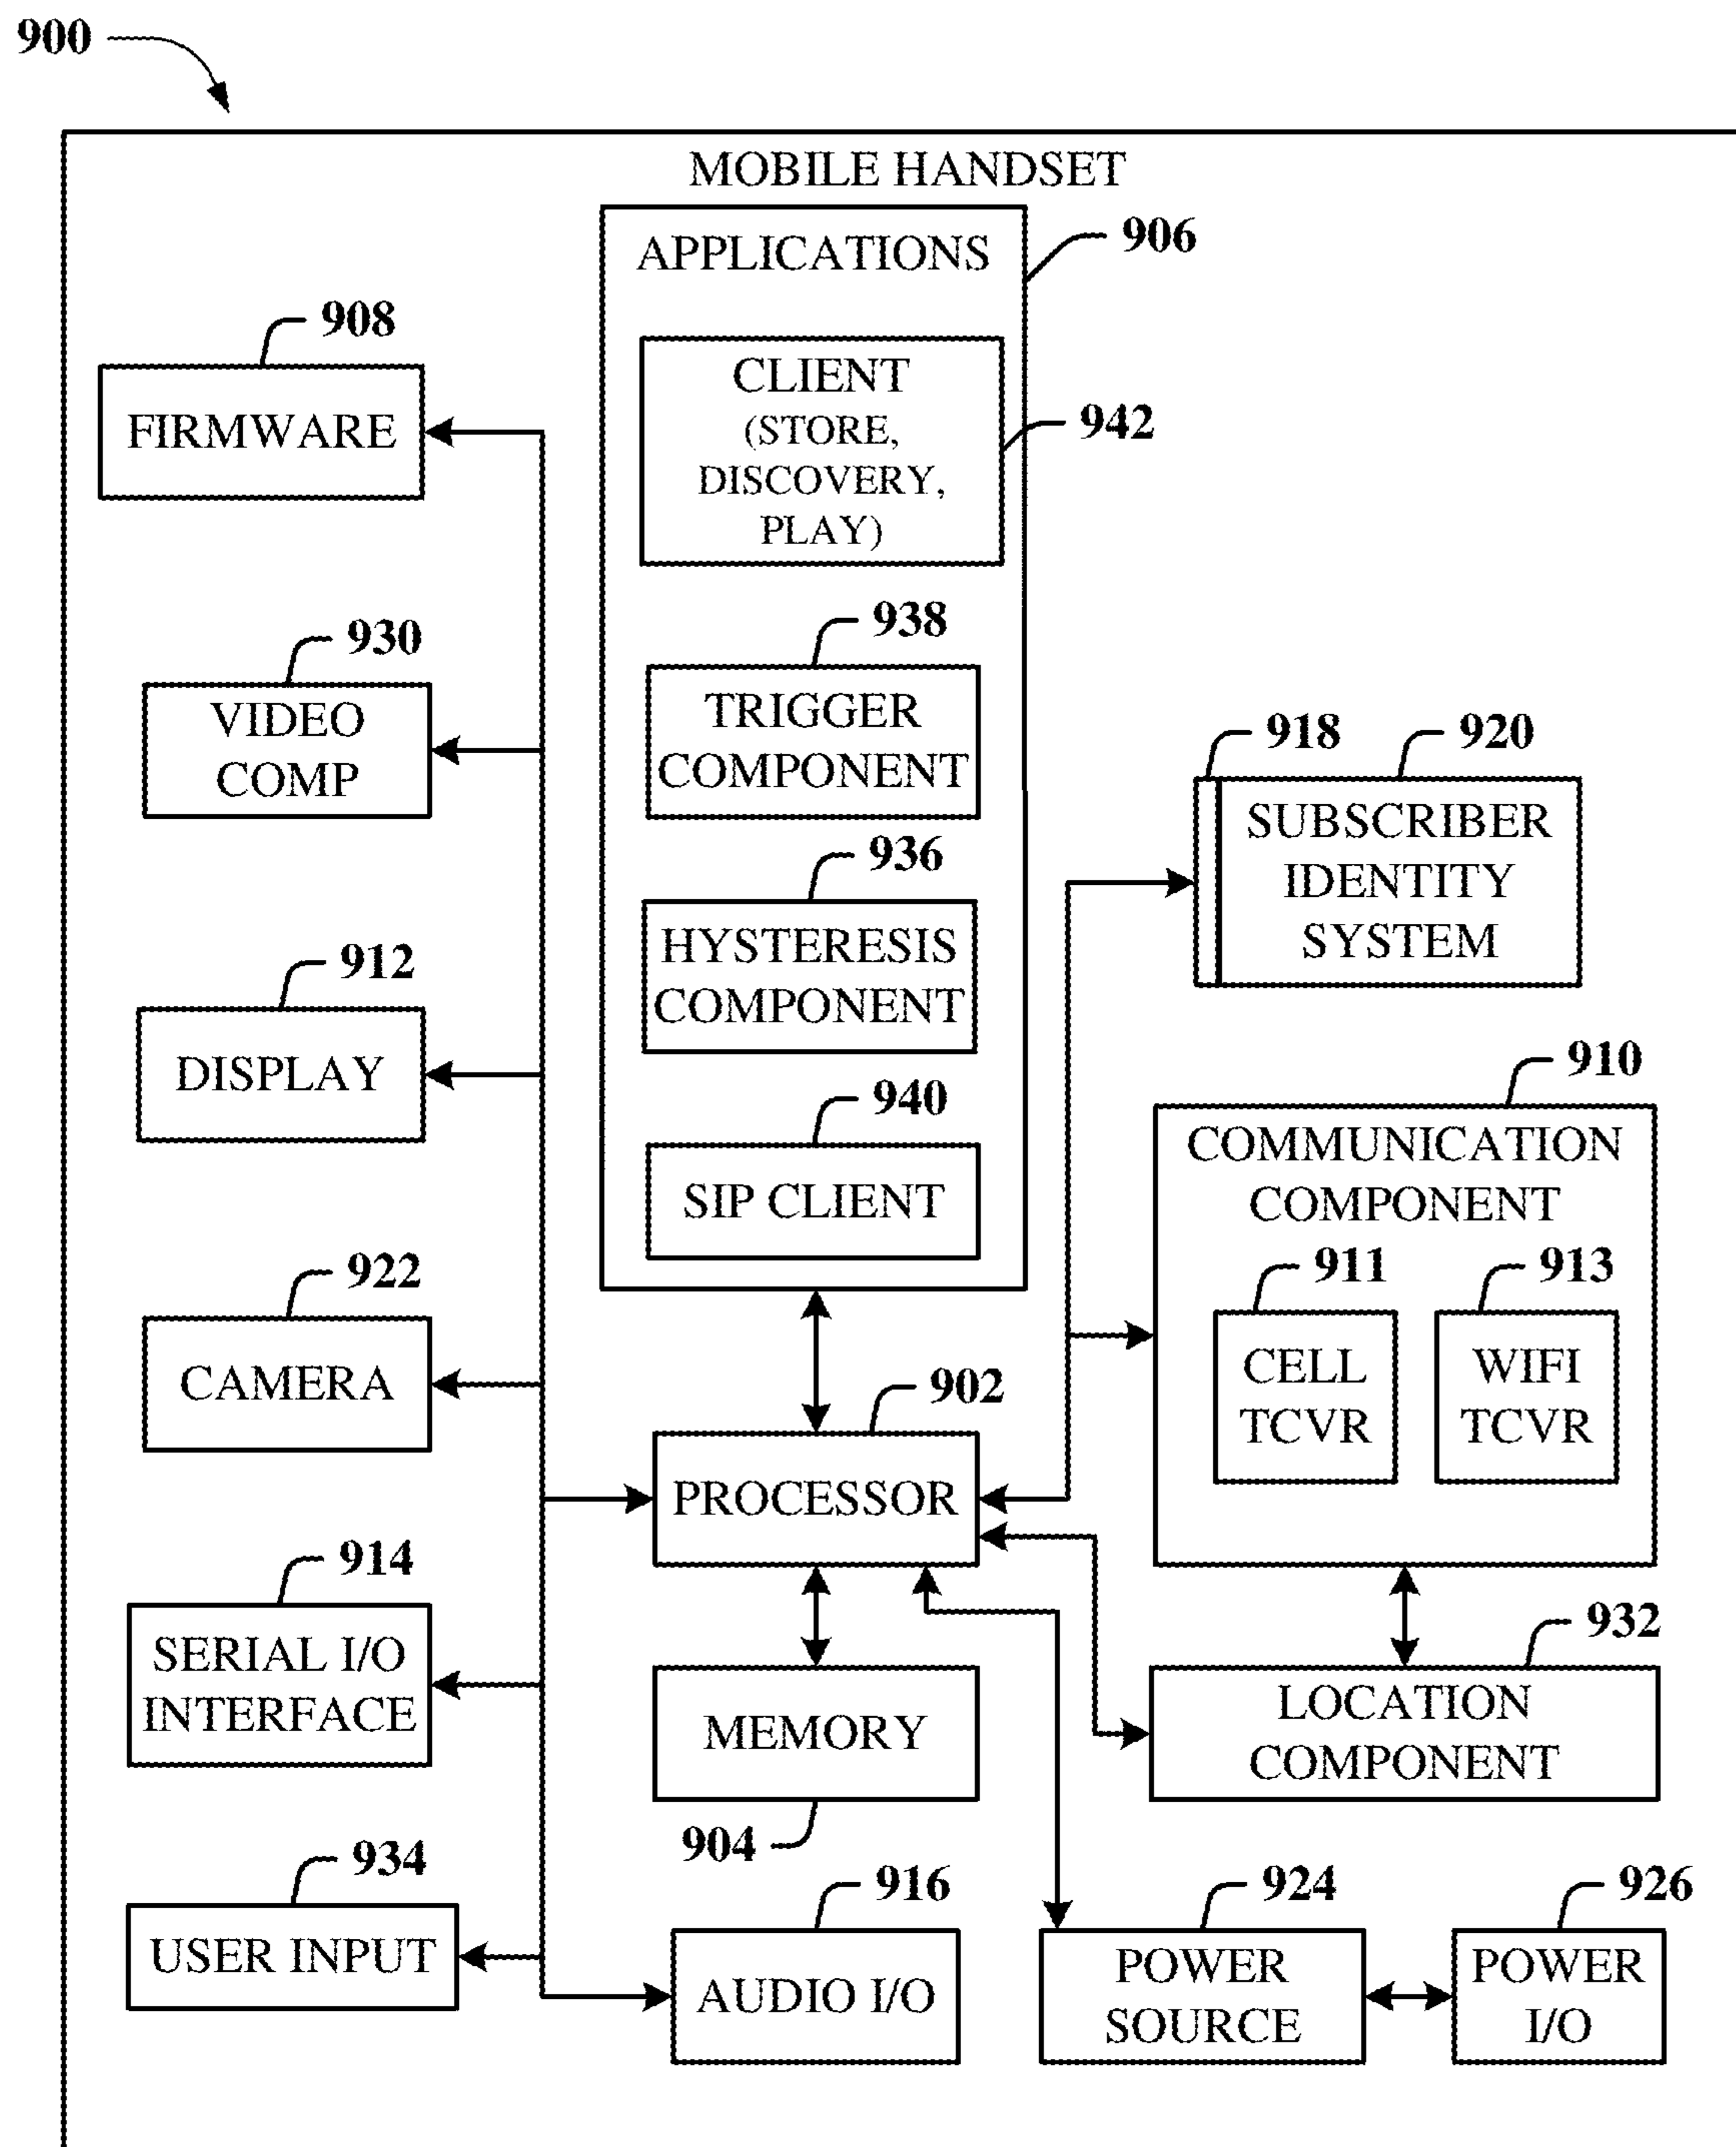 900
MOBILE HANDSET
APPLICATIONS
906
CLIENT
(STORE,
DISCOVERY,
PLAY)
942
908
FIRMWARE
938
TRIGGER
COMPONENT
930
VIDEO
COMP
918
920
SUBSCRIBER
IDENTITY
SYSTEM
936
HYSTERESIS
COMPONENT
912
DISPLAY
940
SIP CLIENT
910
COMMUNICATION
COMPONENT
911
CELL
TCVR
913
WIFI
TCVR
922
CAMERA
902
PROCESSOR
914
SERIAL I/O
INTERFACE
MEMORY
904
932
LOCATION
COMPONENT
934
USER INPUT
916
AUDIO I/O
924
POWER
SOURCE
926
POWER
I/O